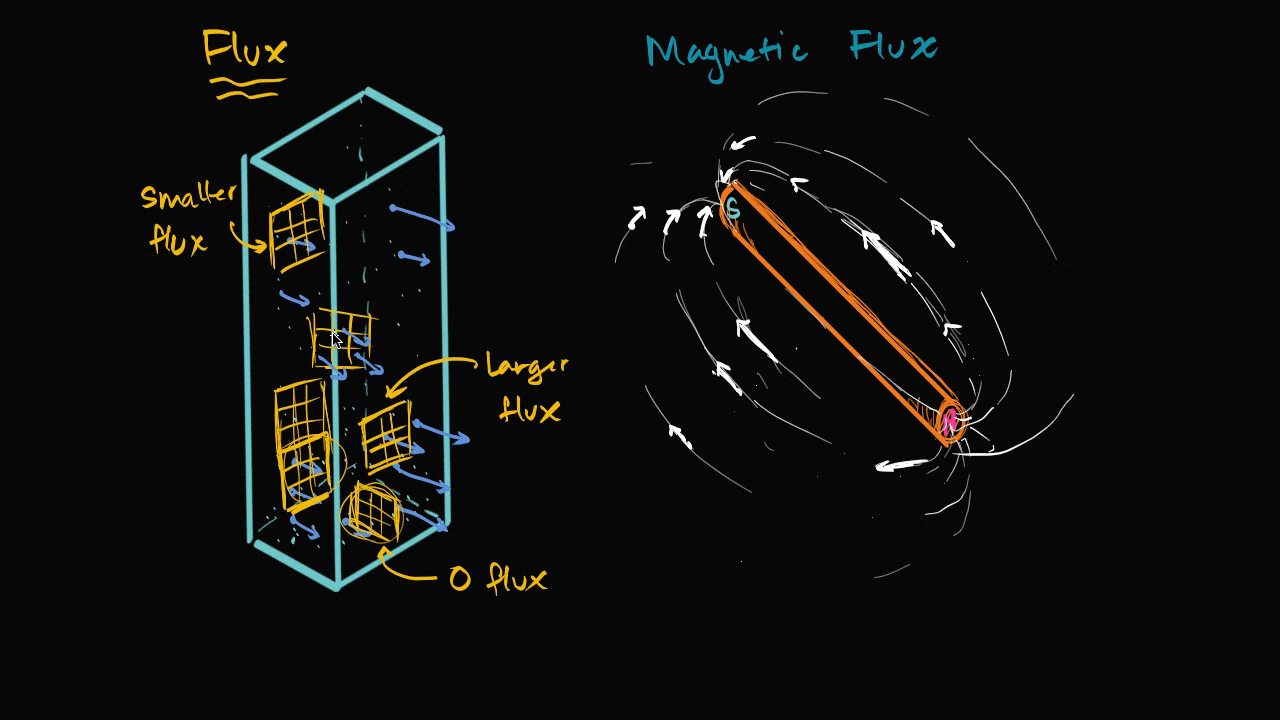 Flux
Smaller
flux
Larger
flux
0 flux
Magnetic Flux
S
N